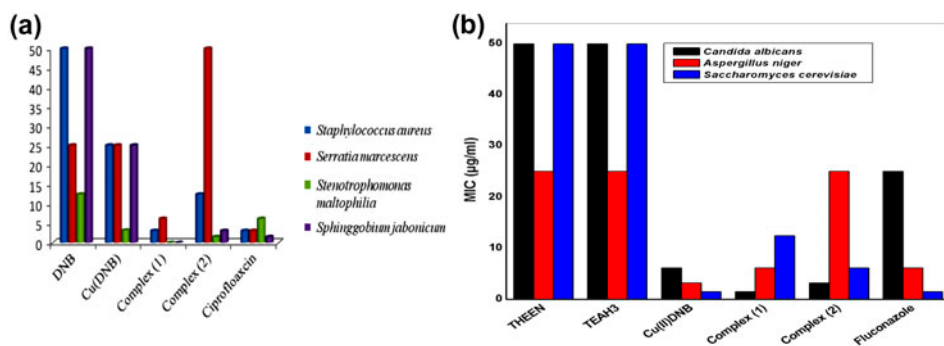 (a)
50
45
40
35
30
25
20
15
10
5
0
DNB
Cu(DNB)
Complex (1)
Complex (2)
Ciprofloaxcin
Staphylococcus aureus
Serratia marcescens
Stenotrophomonas
maltophilia
Sphinggobium jabonicum
(b)
MIC (µg/ml)
50
40
30
20
10
0
Candida albicans
Aspergillus niger
Saccharomyces cerevisiae
THEEN
TEAH3
Cu(II)DNB
Complex (1)
Complex (2)
Fluconazole